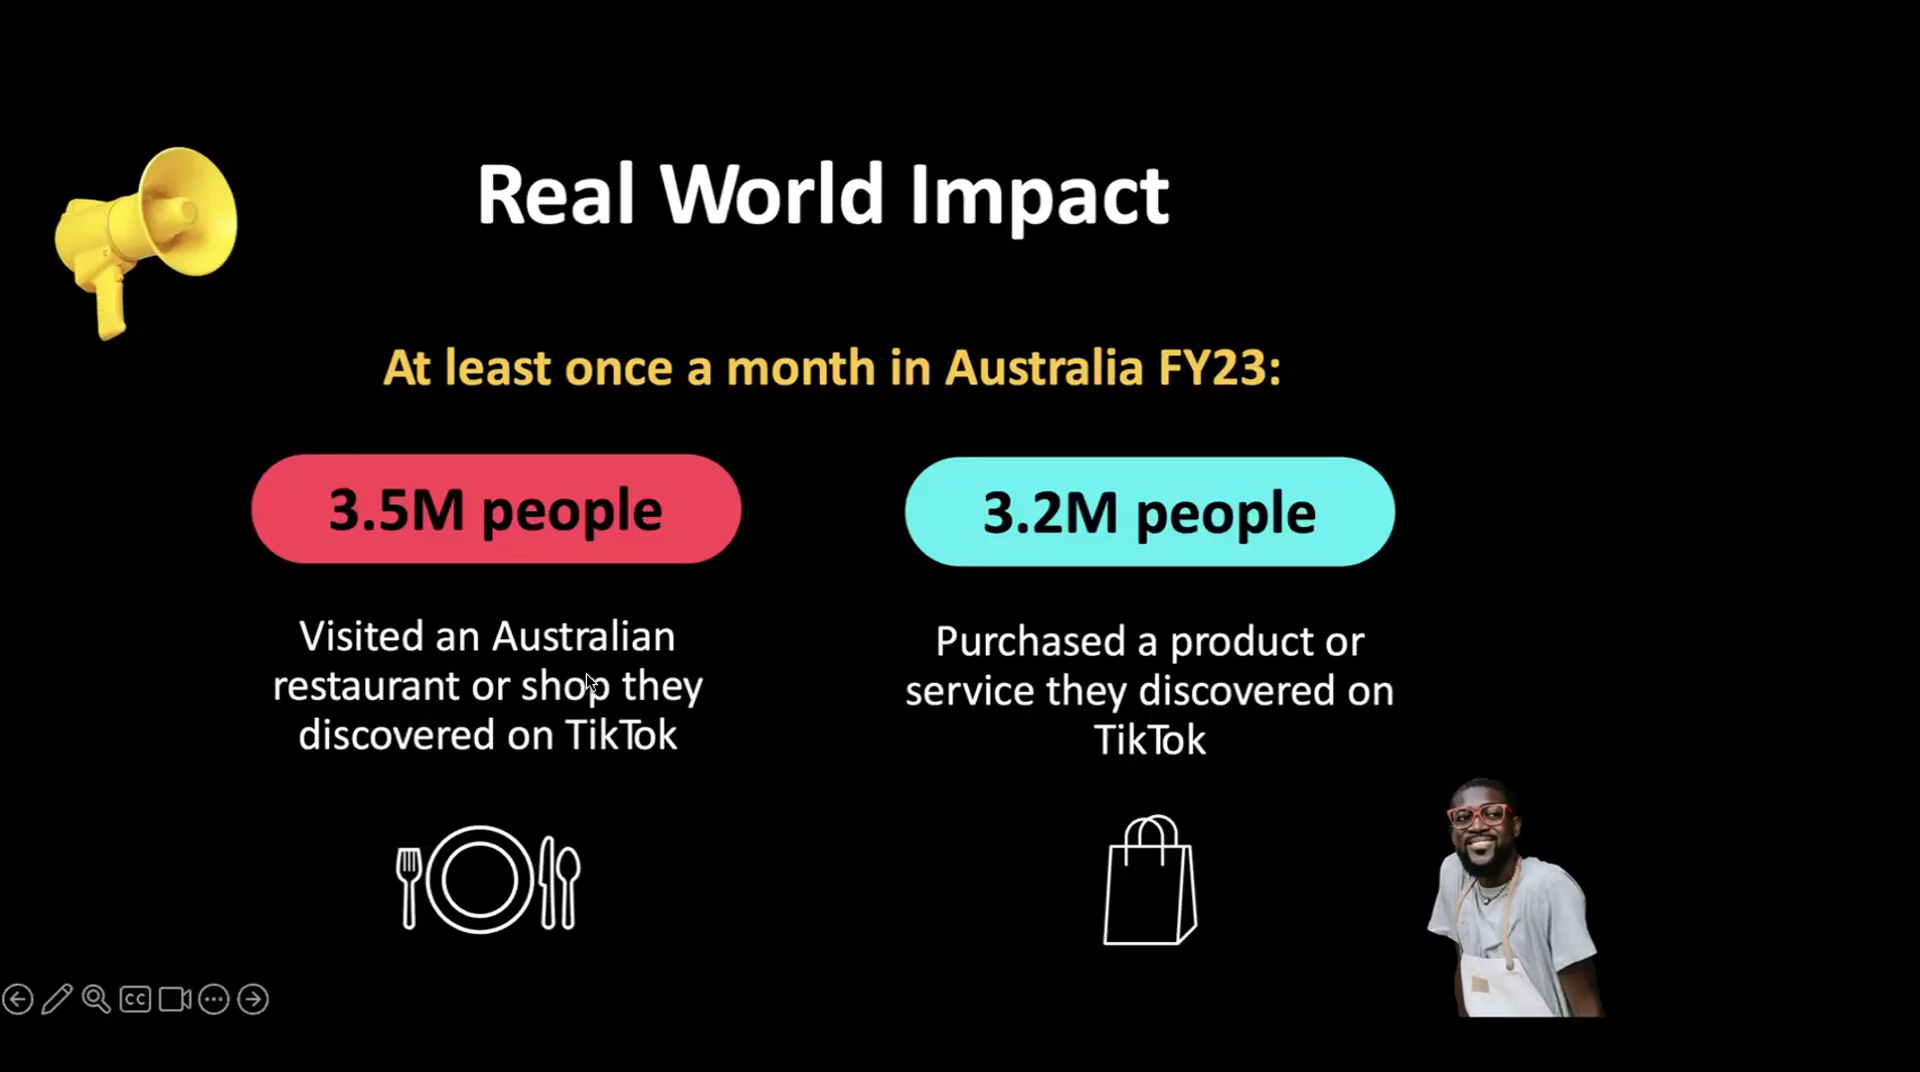 Real World Impact
At least once a month in Australia FY23:
3.5M people
Visited an Australian
restaurant or shop they
discovered on TikTok
3.2M people
Purchased a product or
service they discovered on
TikTok
CC